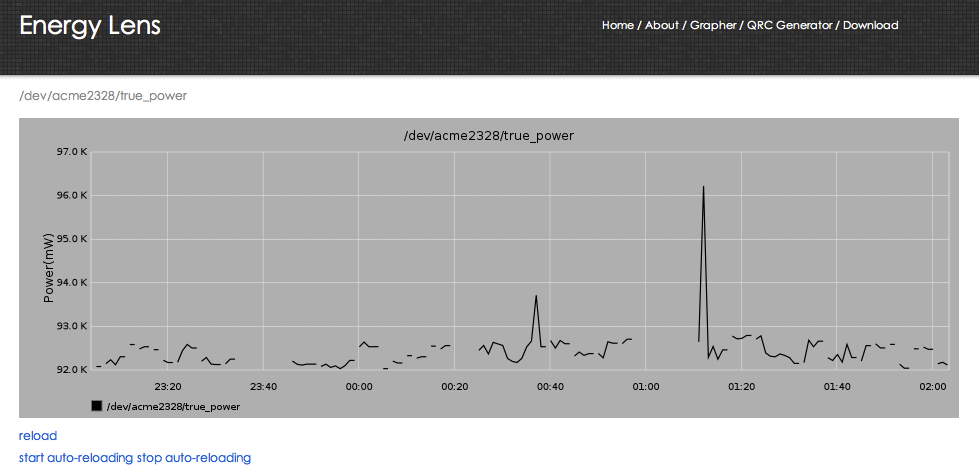 Energy Lens
Home / About / Grapher / QRC Generator / Download
/dev/acme2328/true_power
/dev/acme2328/true_power
Power(mW)
97.0 K
96.0 K
95.0 K
94.0 K
93.0 K
92.0 K
23:20 23:40 00:00 00:20 00:40 01:00 01:20 01:40 02:00
/dev/acme2328/true_power
reload
start auto-reloading stop auto-reloading